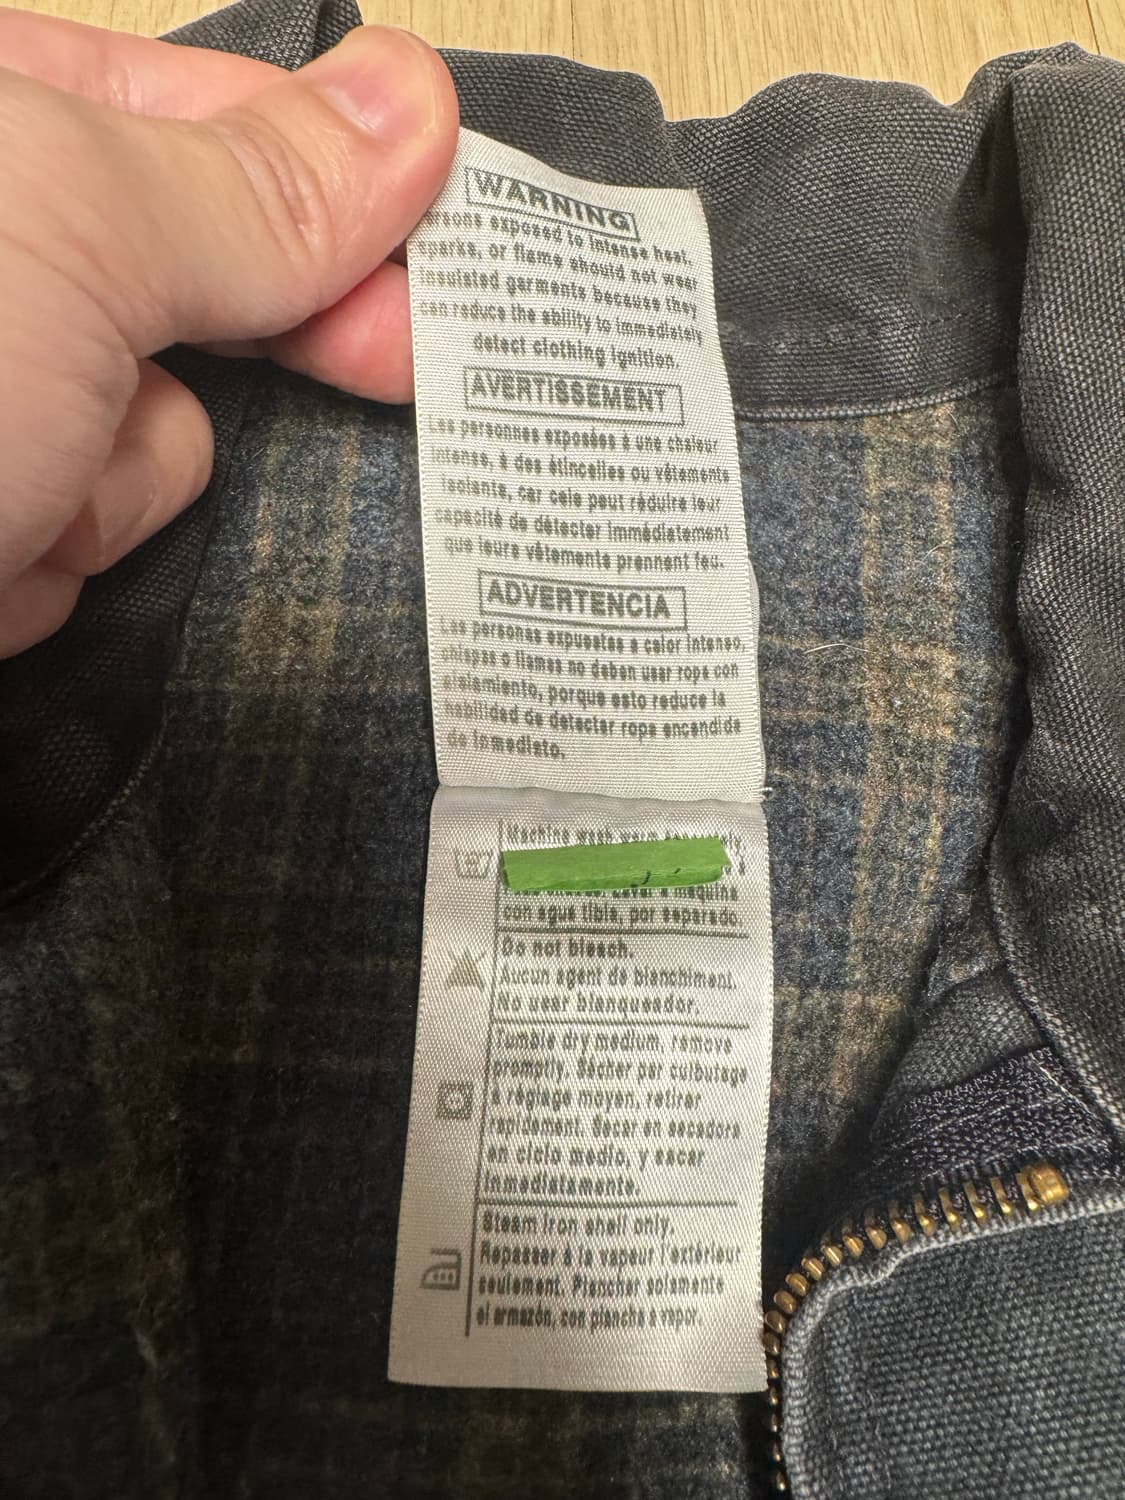 WARNING
exposed to intense heat,
sparks, or flame should not wear
insulated garments because they
can reduce the ability to immediately
detect clothing ignition.
AVERTISSEMENT
Les personnes exposées à une chaleur
intense, à des étincelles ou vêtements
isolants, car cela peut réduire leur
capacité de détecter immédiatement
que leurs vêtements prennent feu.
ADVERTENCIA
Las personas expuestas a calor intenso,
chispas o llamas no deben usar ropa con
aislamiento, porque esto reduce la
habilidad de detectar ropa encendida
de inmediato.
Machine wash warm
máquina
con agua tibia, por separado.
Do not bleach.
Aucun agent de blanchiment.
No usar blanqueador.
Tumble dry medium, remove
promptly. Sécher par culbutage
à réglage moyen, retirer
rapidement. Secar en secadora
en ciclo medio, y sacar
inmediatamente.
Steam iron shell only.
Repasser à la vapeur l'extérieur
seulement. Planchar solamente
el armazón, con plancha a vapor.